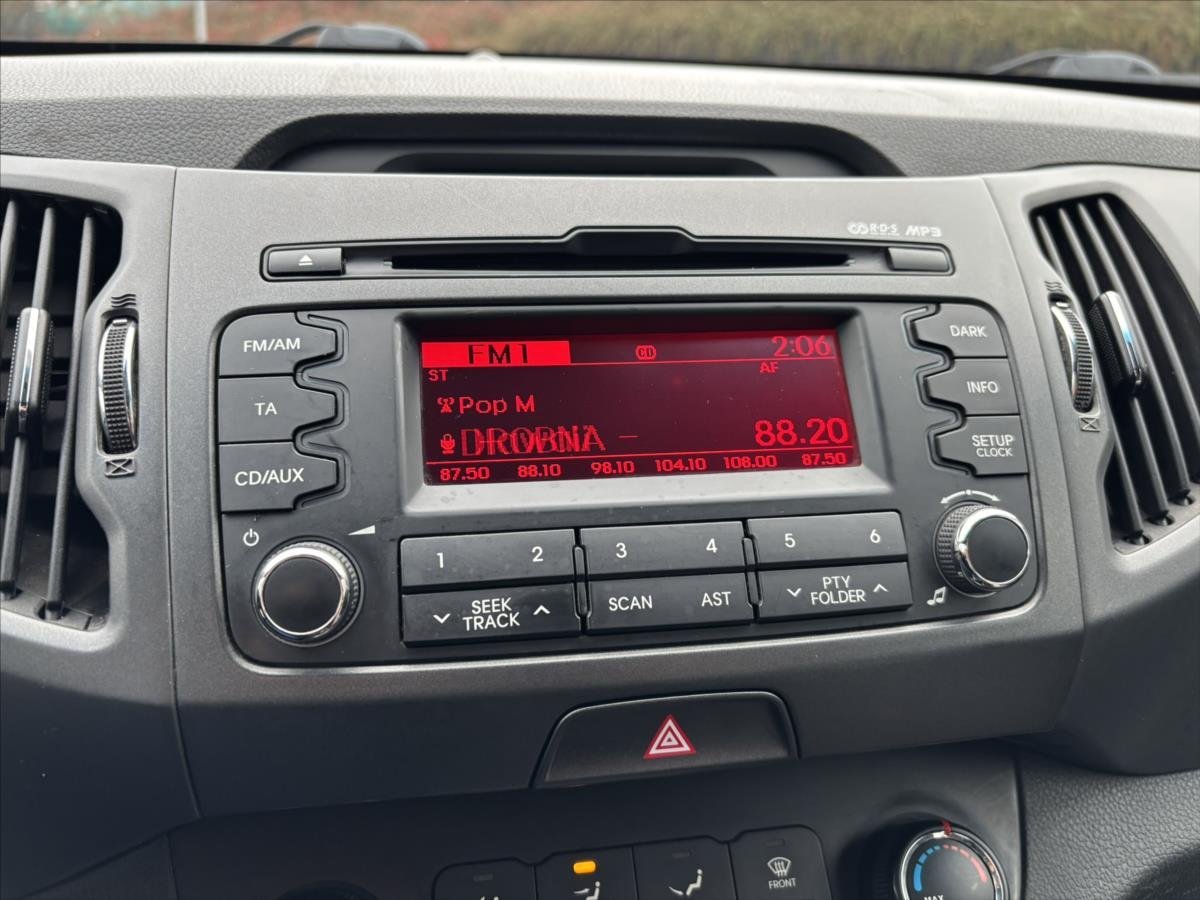 R·D·S MP3
FM/AM
TA
CD/AUX
FM1 CD 2:06
ST AF
Pop M
88.20
87.50 88.10 98.10 104.10 108.00 87.50
DARK
INFO
SETUP
CLOCK
1 2 3 4 5 6
SEEK
TRACK
SCAN AST
PTY
FOLDER
FRONT
MAX